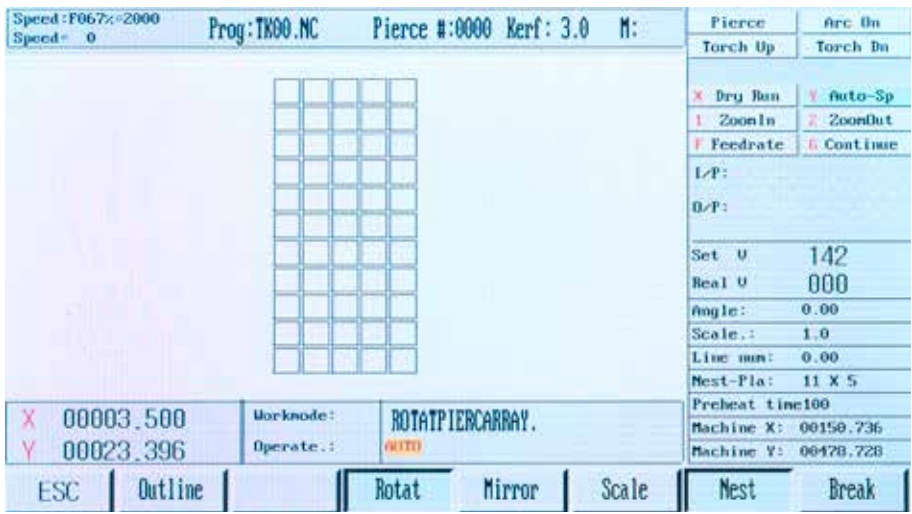 Speed:F067%=2000
Speed= 0
Prog:TK00.NC
Pierce #:0000
Kerf: 3.0
M:
Pierce
Arc On
Torch Up
Torch Dn
X Dry Run
Y Auto-Sp
1 ZoomIn
2 ZoomOut
F Feedrate
G Continue
I/P:
O/P:
Set V 142
Real V 000
Angle: 0.00
Scale.: 1.0
Line num: 0.00
Nest-Pla: 11 X 5
Preheat time100
Machine X: 00150.736
Machine Y: 00478.728
X 00003.500
Y 00023.396
Workmode: ROTATPIERCARRAY.
Operate.: AUTO
ESC
Outline
Rotat
Mirror
Scale
Nest
Break